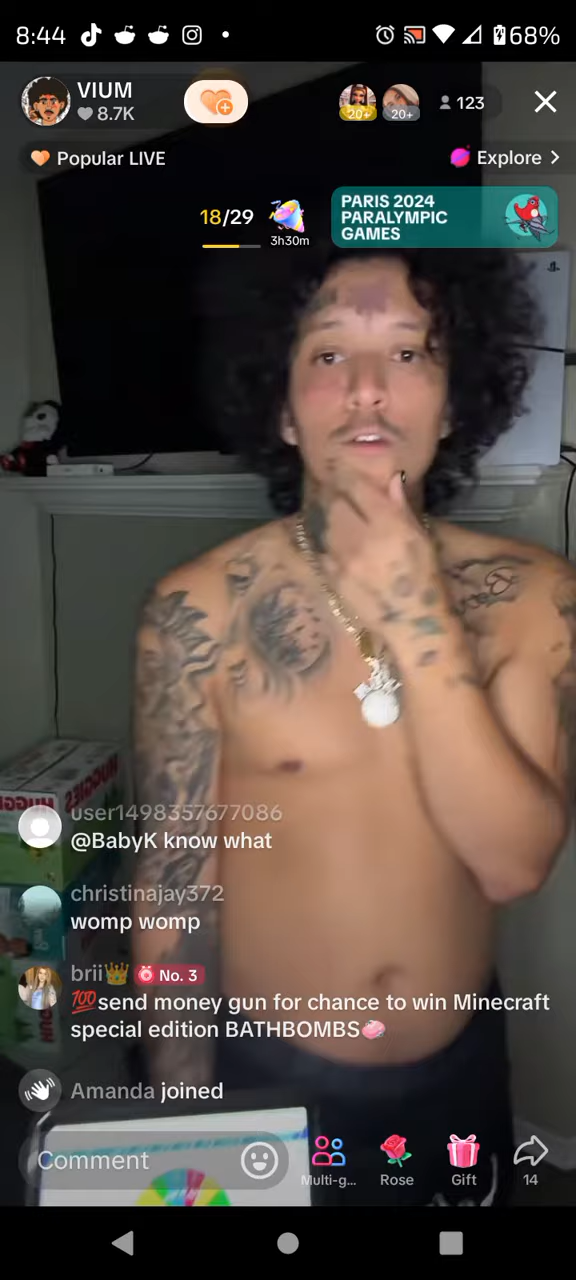 8:44
68%
VIUM
8.7K
20+
20+
123
Popular LIVE
Explore
18/29
3h30m
PARIS 2024
PARALYMPIC
GAMES
HUGGIES
user1498357677086
@BabyK know what
christinajay372
womp womp
brii👑 No. 3
💯send money gun for chance to win Minecraft
special edition BATHBOMBS🧼
Amanda joined
Comment
Multi-g...
Rose
Gift
14